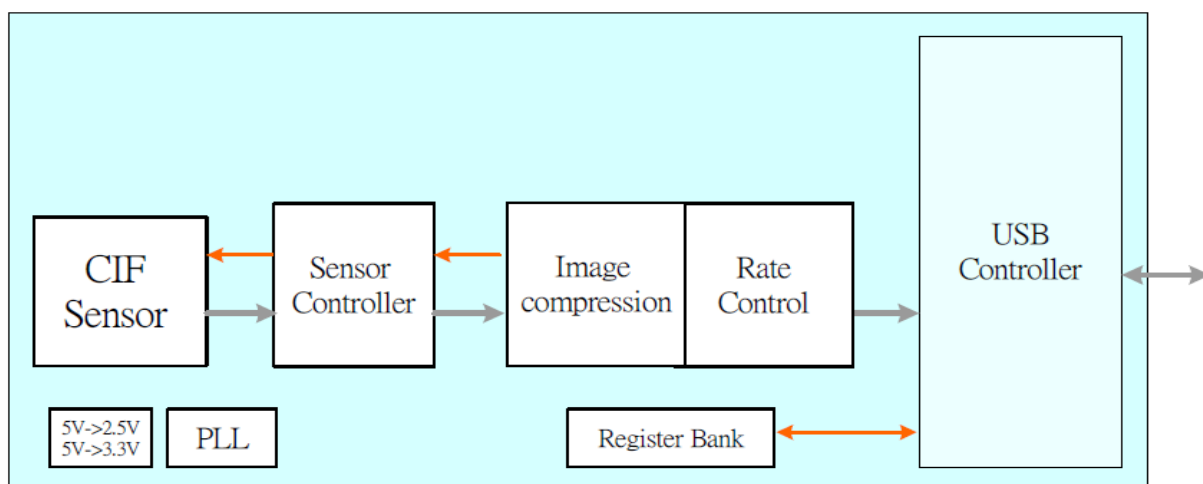 CIF
Sensor
Sensor
Controller
Image
compression
Rate
Control
USB
Controller
5V->2.5V
5V->3.3V
PLL
Register Bank